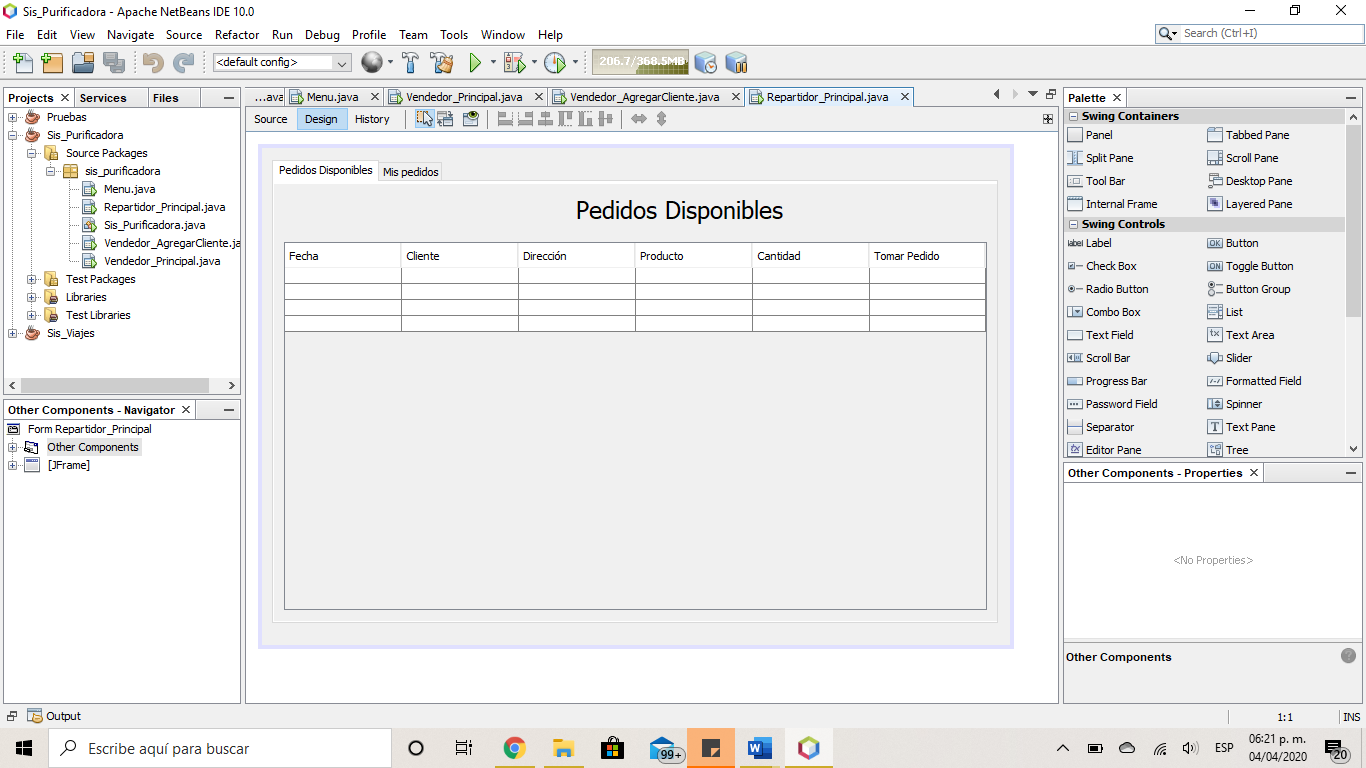 Sis_Purificadora - Apache NetBeans IDE 10.0
File Edit View Navigate Source Refactor Run Debug Profile Team Tools Window Help
Search (Ctrl+I)
<default config>
206.7/368.5MB
Projects Services Files
Pruebas
Sis_Purificadora
Source Packages
sis_purificadora
Menu.java
Repartidor_Principal.java
Sis_Purificadora.java
Vendedor_AgregarCliente.ja
Vendedor_Principal.java
Test Packages
Libraries
Test Libraries
Sis_Viajes
Other Components - Navigator
Form Repartidor_Principal
Other Components
[JFrame]
...ava Menu.java Vendedor_Principal.java Vendedor_AgregarCliente.java Repartidor_Principal.java
Source Design History
Pedidos Disponibles Mis pedidos
Pedidos Disponibles
Fecha Cliente Dirección Producto Cantidad Tomar Pedido
Palette
Swing Containers
Panel Tabbed Pane
Split Pane Scroll Pane
Tool Bar Desktop Pane
Internal Frame Layered Pane
Swing Controls
label Label OK Button
Check Box ON Toggle Button
Radio Button Button Group
Combo Box List
Text Field Text Area
Scroll Bar Slider
Progress Bar Formatted Field
Password Field Spinner
Separator Text Pane
Editor Pane Tree
Other Components - Properties
<No Properties>
Other Components
Output
1:1 INS
Escribe aquí para buscar
99+
ESP
06:21 p. m.
04/04/2020
20